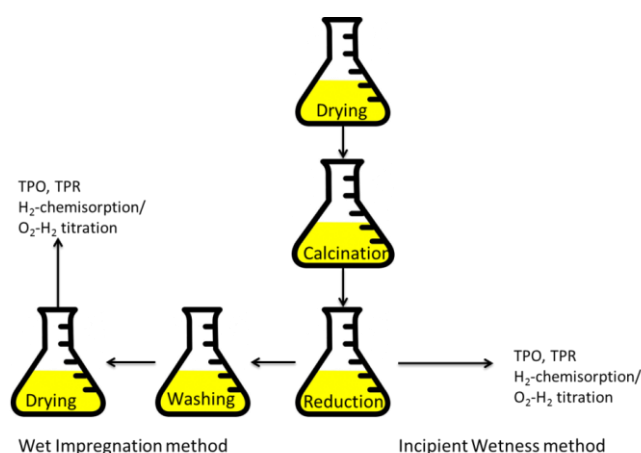 Drying
TPO, TPR
H₂-chemisorption/
O₂-H₂ titration
Calcination
Drying
Washing
Reduction
TPO, TPR
H₂-chemisorption/
O₂-H₂ titration
Wet Impregnation method
Incipient Wetness method